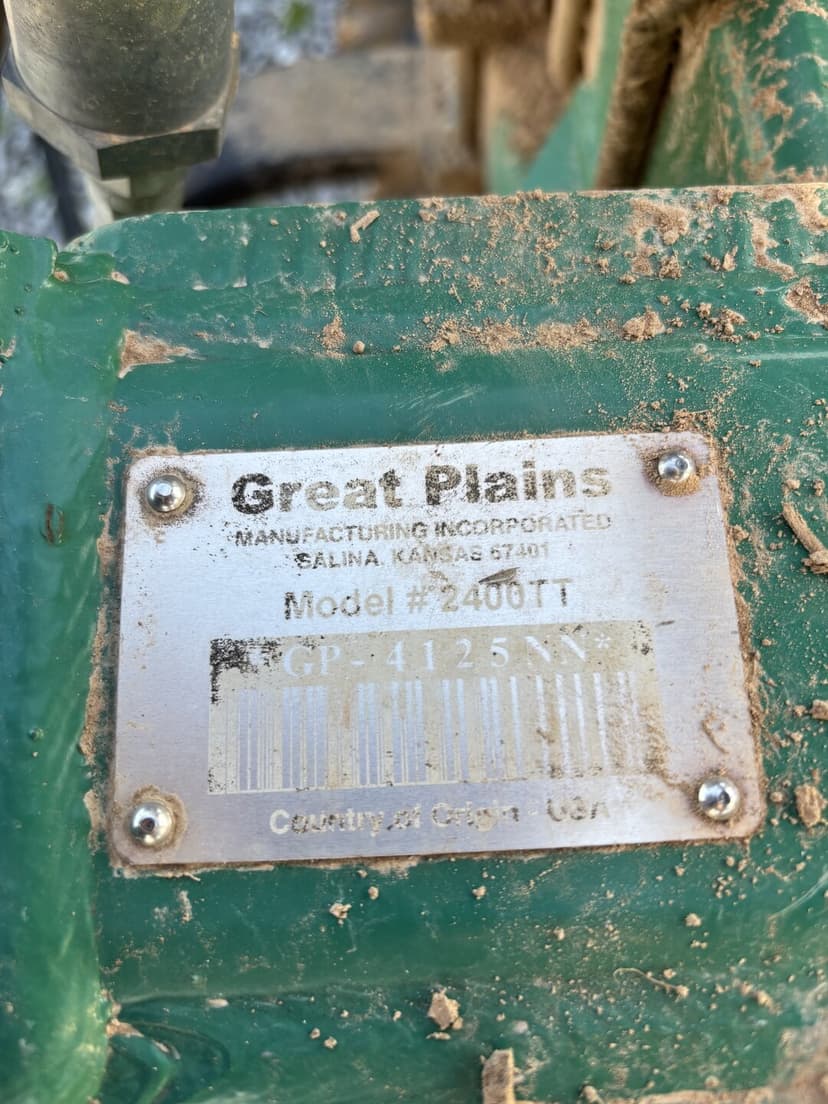 Great Plains
MANUFACTURING INCORPORATED
SALINA, KANSAS 67401
Model # 2400TT
*GP-4125NN*
Country of Origin - USA